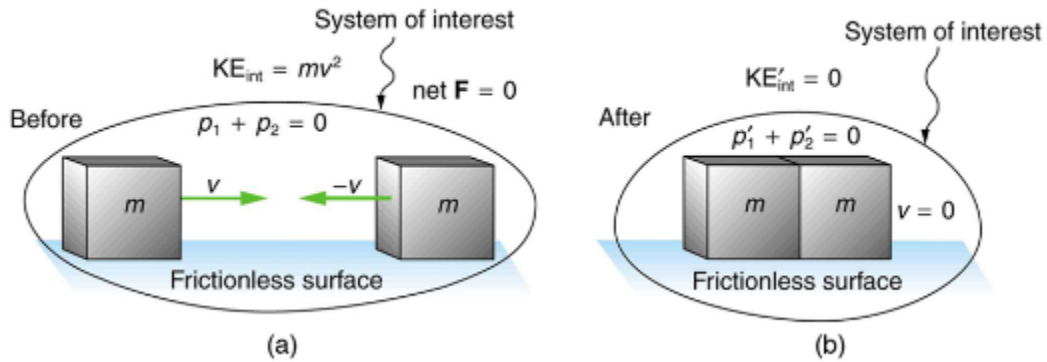 System of interest
KE_int = mv²
net F = 0
Before
p₁ + p₂ = 0
m
v
–v
m
Frictionless surface
(a)
System of interest
KE′_int = 0
After
p′₁ + p′₂ = 0
m
m
v = 0
Frictionless surface
(b)